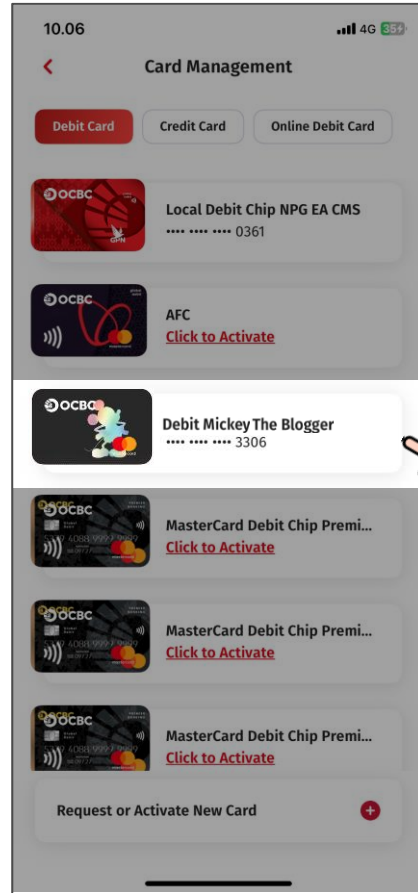 10.06
4G 35
Card Management
Debit Card
Credit Card
Online Debit Card
OCBC
GPN
Local Debit Chip NPG EA CMS
•••• •••• •••• 0361
OCBC
AFC
Click to Activate
OCBC
Debit Mickey The Blogger
•••• •••• •••• 3306
OCBC
MasterCard Debit Chip Premi...
Click to Activate
OCBC
MasterCard Debit Chip Premi...
Click to Activate
OCBC
MasterCard Debit Chip Premi...
Click to Activate
Request or Activate New Card